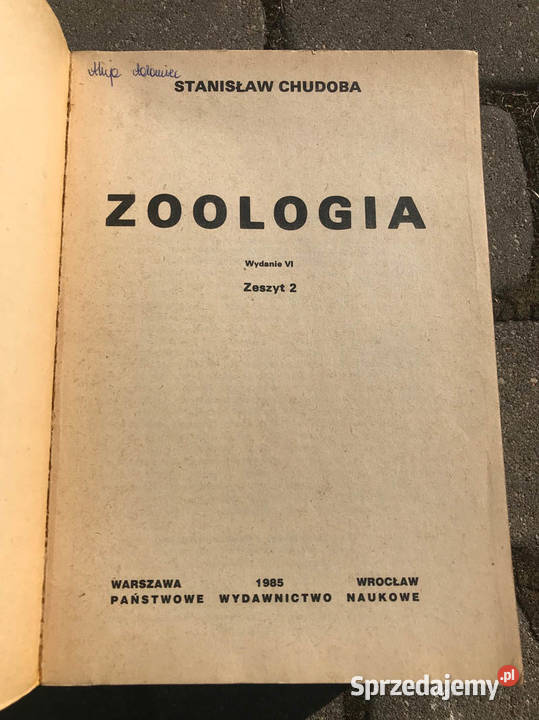 STANISŁAW CHUDOBA
ZOOLOGIA
Wydanie VI
Zeszyt 2
WARSZAWA 1985 WROCŁAW
PAŃSTWOWE WYDAWNICTWO NAUKOWE
Sprzedajemy.pl